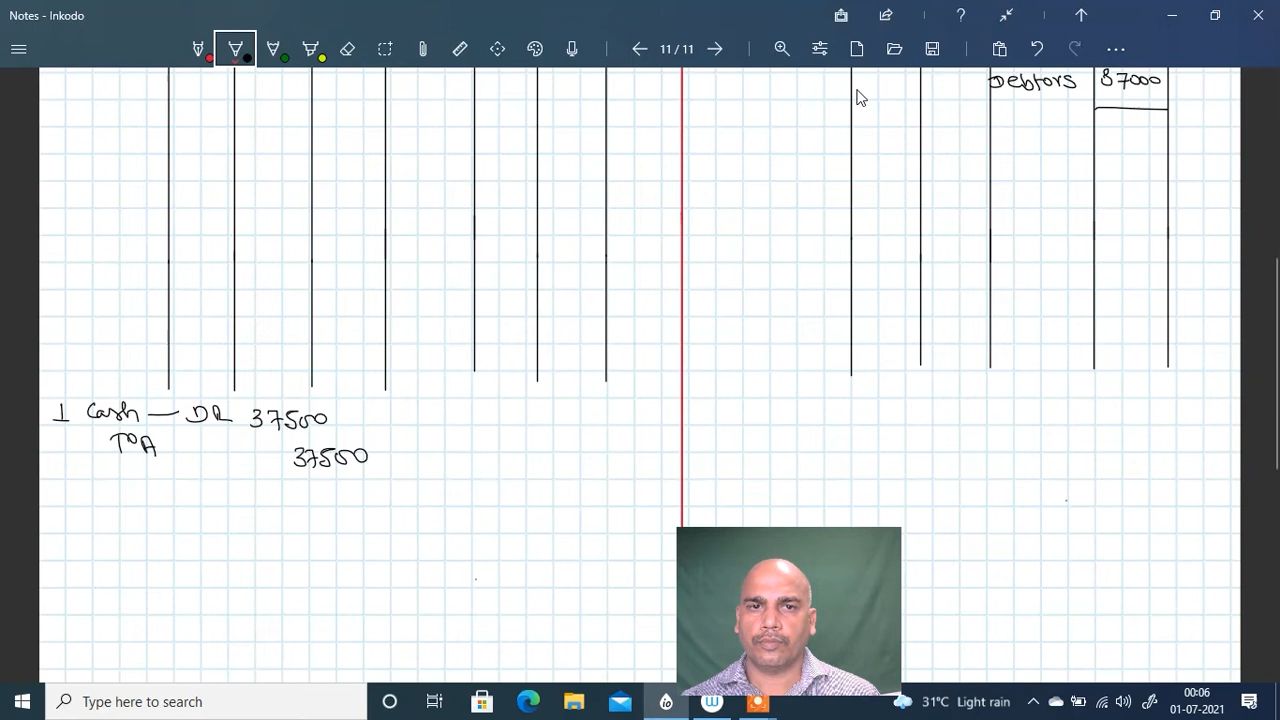 Notes - Inkodo
11 / 11
Debtors 87000
1 Cash — DR 37500
To A
37500
Type here to search
31°C Light rain
00:06
01-07-2021